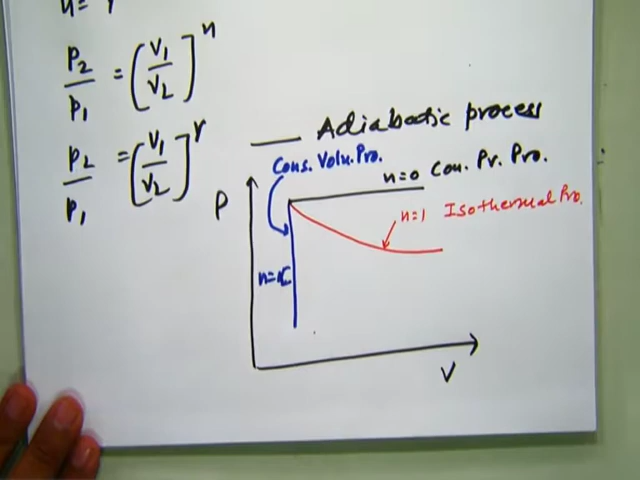 P2/P1 = (V1/V2)^n
P2/P1 = (V1/V2)^γ
Adiabatic process
Cons. Volu. Pro.
n=0 Con. Pr. Pro.
P
n=1 Isothermal Pro.
V